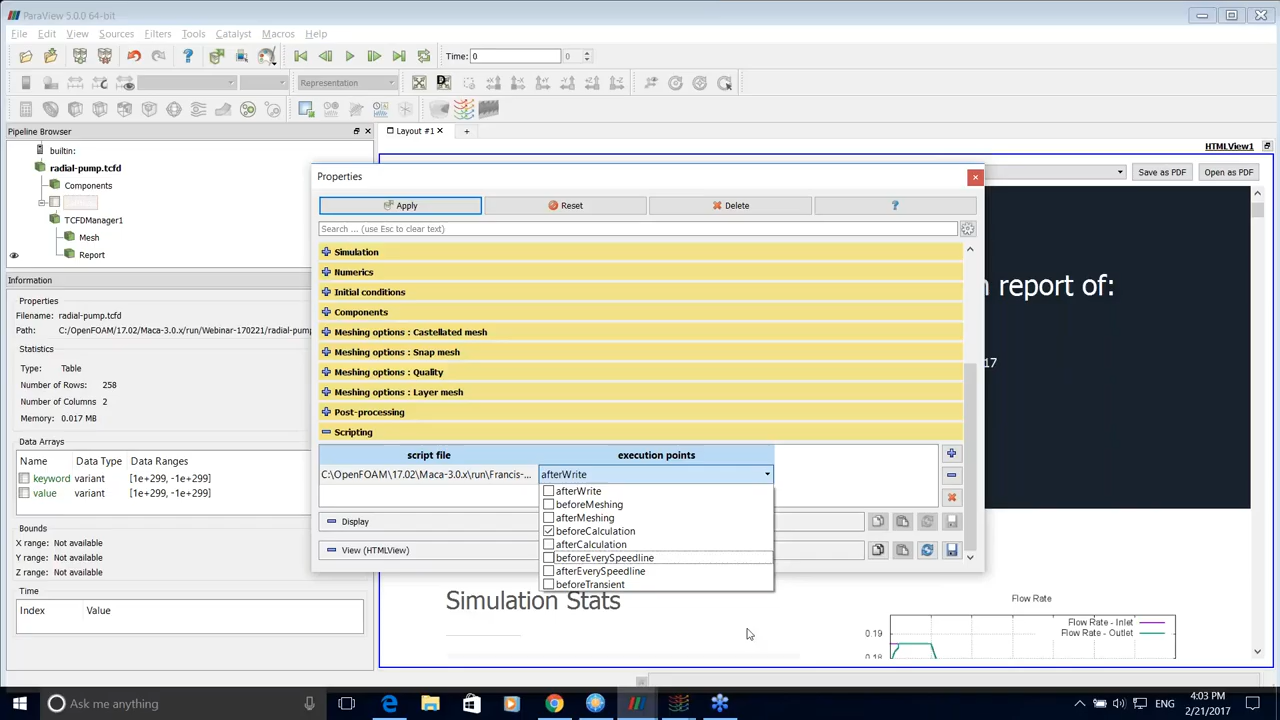 ParaView 5.0.0 64-bit
File Edit View Sources Filters Tools Catalyst Macros Help
Time: 0 0
Representation
Pipeline Browser
Layout #1
builtin:
radial-pump.tcfd
Components
TCFDManager1
Mesh
Report
HTMLView1
Save as PDF Open as PDF
Information
Properties
Filename: radial-pump.tcfd
Path: C:/OpenFOAM/17.02/Maca-3.0.x/run/Webinar-170221/radial-pump
Statistics
Type: Table
Number of Rows: 258
Number of Columns 2
Memory: 0.017 MB
Data Arrays
Name Data Type Data Ranges
keyword variant [1e+299, -1e+299]
value variant [1e+299, -1e+299]
Bounds
X range: Not available
Y range: Not available
Z range: Not available
Time
Index Value
Properties
Apply Reset Delete ?
Search ... (use Esc to clear text)
Simulation
Numerics
Initial conditions
Components
Meshing options : Castellated mesh
Meshing options : Snap mesh
Meshing options : Quality
Meshing options : Layer mesh
Post-processing
Scripting
script file execution points
C:\OpenFOAM\17.02\Maca-3.0.x\run\Francis-... afterWrite
afterWrite
beforeMeshing
afterMeshing
beforeCalculation
afterCalculation
beforeEverySpeedline
afterEverySpeedline
beforeTransient
Display
View (HTMLView)
report of:
17
Simulation Stats
Flow Rate
Flow Rate - Inlet
Flow Rate - Outlet
0.19
0.18
Ask me anything
ENG
4:03 PM
2/21/2017